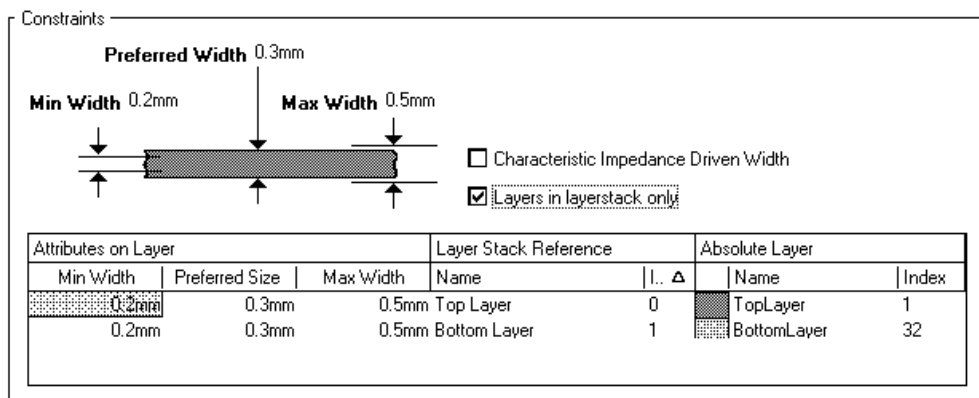 Constraints
Preferred Width 0.3mm
Min Width 0.2mm Max Width 0.5mm
Characteristic Impedance Driven Width
Layers in layerstack only
Attributes on Layer Layer Stack Reference Absolute Layer
Min Width Preferred Size Max Width Name I.. Name Index
0.2mm 0.3mm 0.5mm Top Layer 0 TopLayer 1
0.2mm 0.3mm 0.5mm Bottom Layer 1 BottomLayer 32